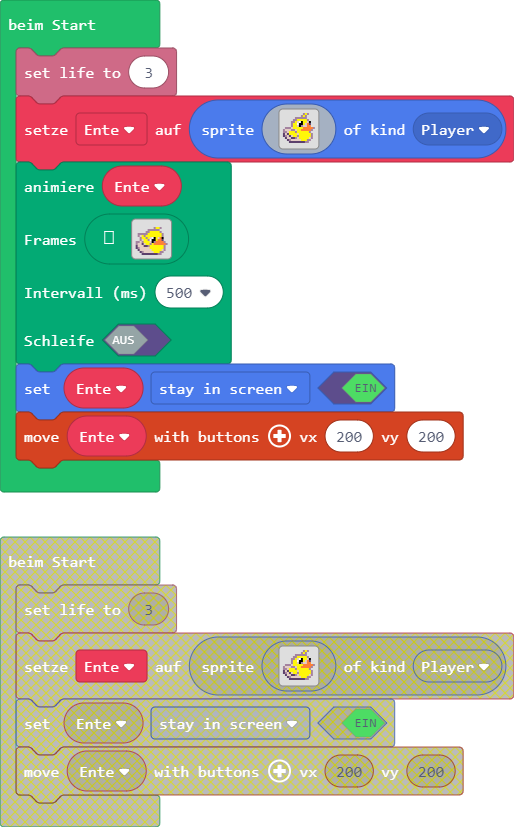 beim Start
set life to 3
setze Ente auf sprite of kind Player
animiere Ente
Frames
Intervall (ms) 500
Schleife AUS
set Ente stay in screen EIN
move Ente with buttons vx 200 vy 200
beim Start
set life to 3
setze Ente auf sprite of kind Player
set Ente stay in screen EIN
move Ente with buttons vx 200 vy 200